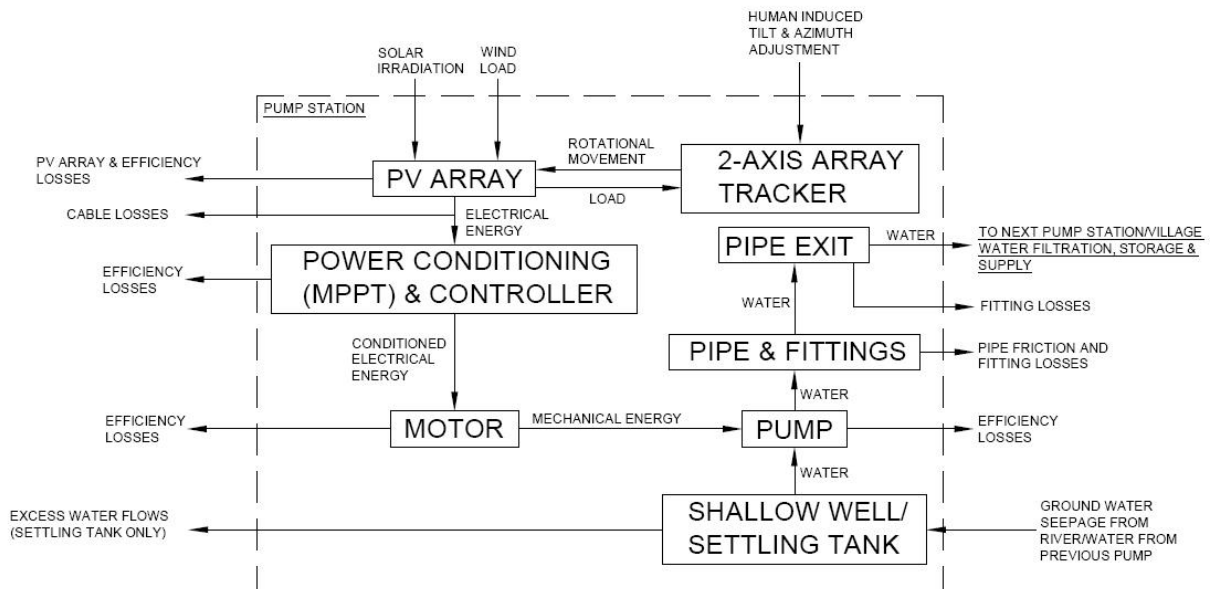 HUMAN INDUCED
TILT & AZIMUTH
ADJUSTMENT
SOLAR
IRRADIATION
WIND
LOAD
PUMP STATION
PV ARRAY & EFFICIENCY
LOSSES
PV ARRAY
ROTATIONAL
MOVEMENT
LOAD
2-AXIS ARRAY
TRACKER
CABLE LOSSES
ELECTRICAL
ENERGY
EFFICIENCY
LOSSES
POWER CONDITIONING
(MPPT) & CONTROLLER
PIPE EXIT
WATER
TO NEXT PUMP STATION/VILLAGE
WATER FILTRATION, STORAGE &
SUPPLY
WATER
FITTING LOSSES
CONDITIONED
ELECTRICAL
ENERGY
PIPE & FITTINGS
PIPE FRICTION AND
FITTING LOSSES
WATER
EFFICIENCY
LOSSES
MOTOR
MECHANICAL ENERGY
PUMP
EFFICIENCY
LOSSES
WATER
EXCESS WATER FLOWS
(SETTLING TANK ONLY)
SHALLOW WELL/
SETTLING TANK
GROUND WATER
SEEPAGE FROM
RIVER/WATER FROM
PREVIOUS PUMP